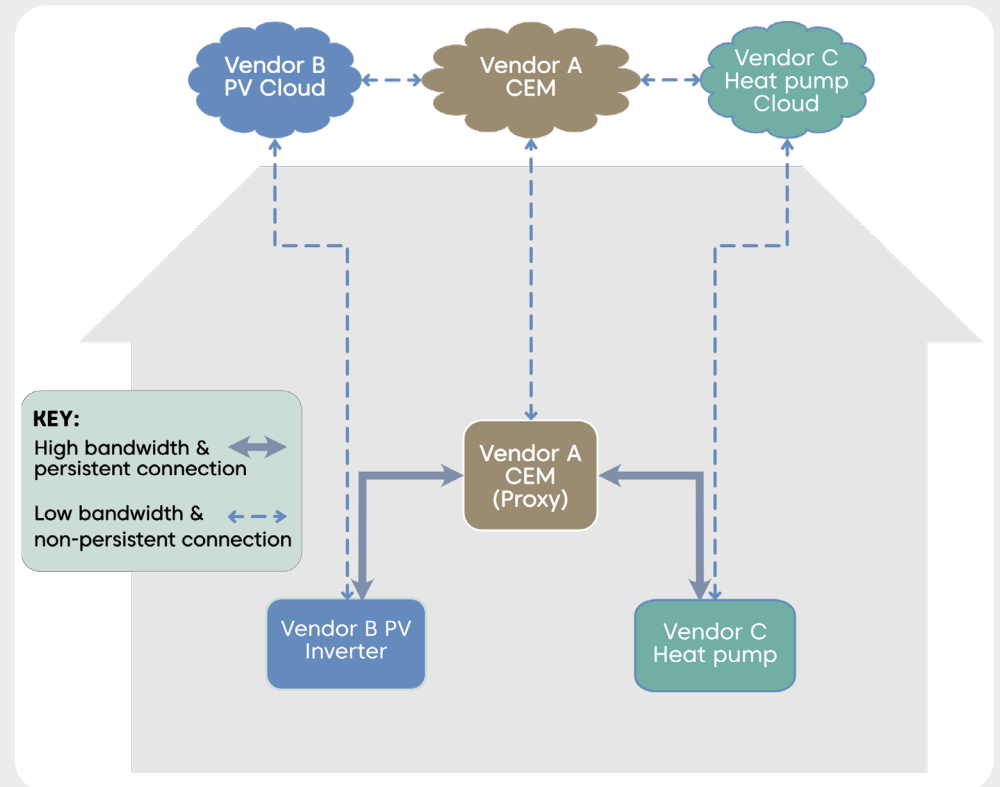 Vendor B
PV Cloud
Vendor A
CEM
Vendor C
Heat pump
Cloud
KEY:
High bandwidth &
persistent connection
Low bandwidth &
non-persistent connection
Vendor A
CEM
(Proxy)
Vendor B PV
Inverter
Vendor C
Heat pump